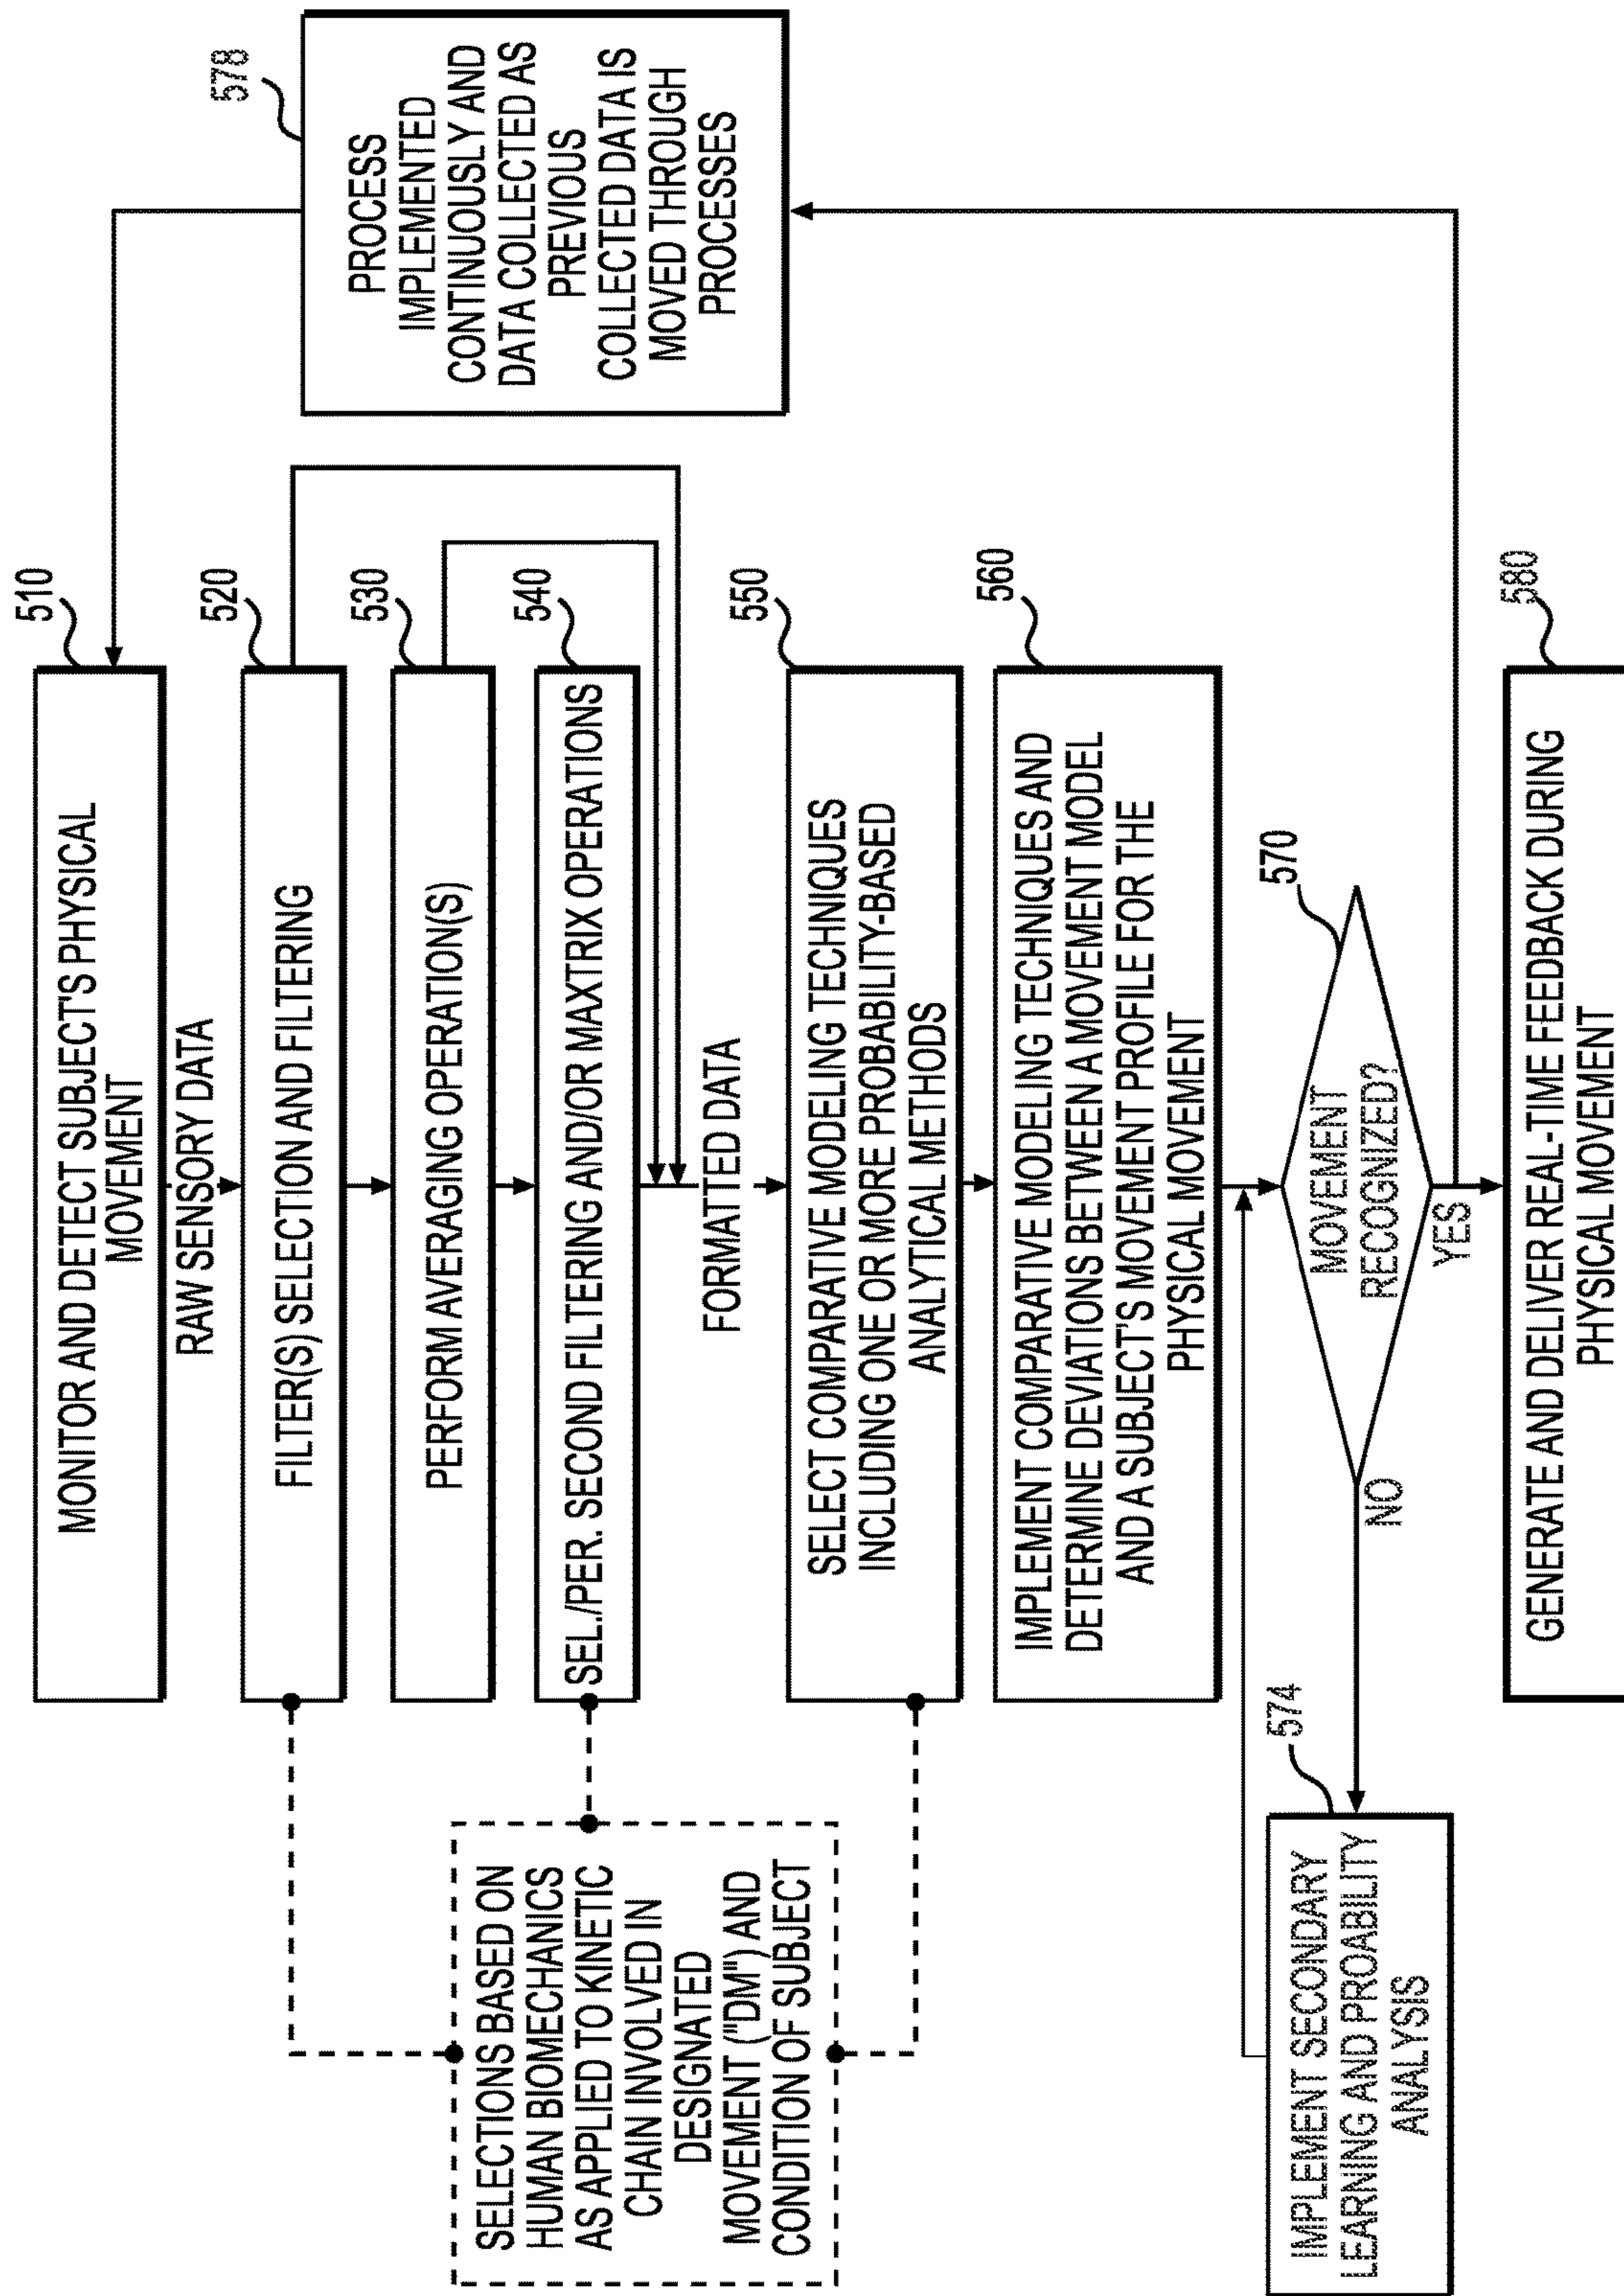 510
MONITOR AND DETECT SUBJECT'S PHYSICAL
MOVEMENT
RAW SENSORY DATA
520
FILTER(S) SELECTION AND FILTERING
530
PERFORM AVERAGING OPERATION(S)
540
SEL./PER. SECOND FILTERING AND/OR MAXTRIX OPERATIONS
FORMATTED DATA
550
SELECT COMPARATIVE MODELING TECHNIQUES
INCLUDING ONE OR MORE PROBABILITY-BASED
ANALYTICAL METHODS
560
IMPLEMENT COMPARATIVE MODELING TECHNIQUES AND
DETERMINE DEVIATIONS BETWEEN A MOVEMENT MODEL
AND A SUBJECT'S MOVEMENT PROFILE FOR THE
PHYSICAL MOVEMENT
570
MOVEMENT
RECOGNIZED?
NO
YES
574
IMPLEMENT SECONDARY
LEARNING AND PROABILITY
ANALYSIS
580
GENERATE AND DELIVER REAL-TIME FEEDBACK DURING
PHYSICAL MOVEMENT
578
PROCESS
IMPLEMENTED
CONTINUOUSLY AND
DATA COLLECTED AS
PREVIOUS
COLLECTED DATA IS
MOVED THROUGH
PROCESSES
SELECTIONS BASED ON
HUMAN BIOMECHANICS
AS APPLIED TO KINETIC
CHAIN INVOLVED IN
DESIGNATED
MOVEMENT ("DM") AND
CONDITION OF SUBJECT